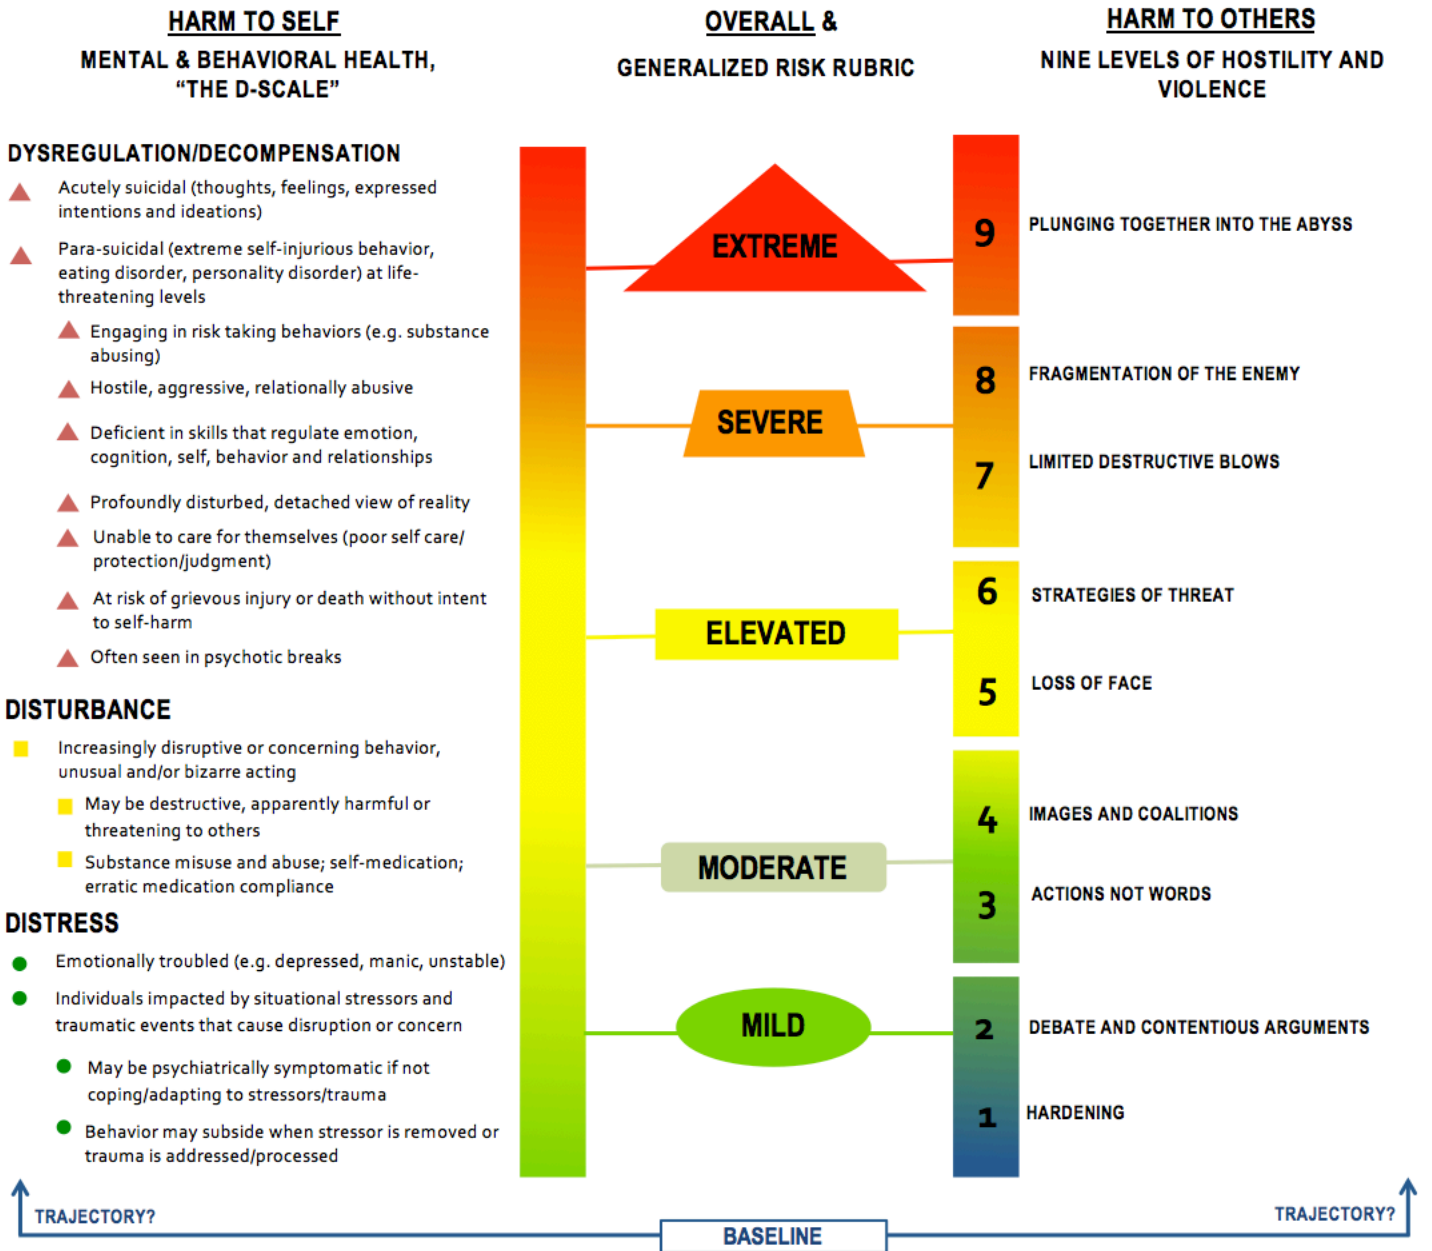 HARM TO SELF
MENTAL & BEHAVIORAL HEALTH,
“THE D-SCALE”
DYSREGULATION/DECOMPENSATION
Acutely suicidal (thoughts, feelings, expressed
intentions and ideations)
Para-suicidal (extreme self-injurious behavior,
eating disorder, personality disorder) at life-
threatening levels
Engaging in risk taking behaviors (e.g. substance
abusing)
Hostile, aggressive, relationally abusive
Deficient in skills that regulate emotion,
cognition, self, behavior and relationships
Profoundly disturbed, detached view of reality
Unable to care for themselves (poor self care/
protection/judgment)
At risk of grievous injury or death without intent
to self-harm
Often seen in psychotic breaks
DISTURBANCE
Increasingly disruptive or concerning behavior,
unusual and/or bizarre acting
May be destructive, apparently harmful or
threatening to others
Substance misuse and abuse; self-medication;
erratic medication compliance
DISTRESS
Emotionally troubled (e.g. depressed, manic, unstable)
Individuals impacted by situational stressors and
traumatic events that cause disruption or concern
May be psychiatrically symptomatic if not
coping/adapting to stressors/trauma
Behavior may subside when stressor is removed or
trauma is addressed/processed
TRAJECTORY?
OVERALL &
GENERALIZED RISK RUBRIC
EXTREME
SEVERE
ELEVATED
MODERATE
MILD
BASELINE
HARM TO OTHERS
NINE LEVELS OF HOSTILITY AND
VIOLENCE
9 PLUNGING TOGETHER INTO THE ABYSS
8 FRAGMENTATION OF THE ENEMY
7 LIMITED DESTRUCTIVE BLOWS
6 STRATEGIES OF THREAT
5 LOSS OF FACE
4 IMAGES AND COALITIONS
3 ACTIONS NOT WORDS
2 DEBATE AND CONTENTIOUS ARGUMENTS
1 HARDENING
TRAJECTORY?